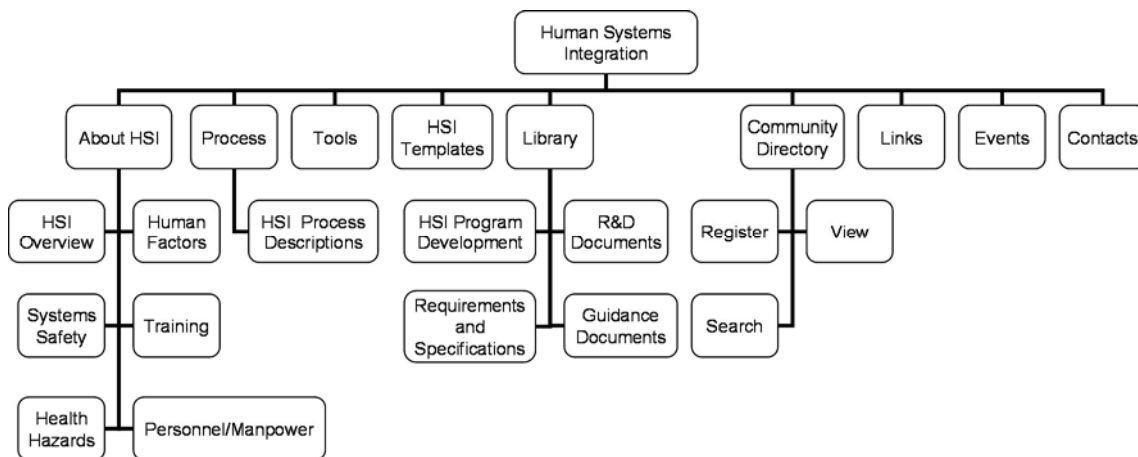 Human Systems
Integration
About HSI
Process
Tools
HSI
Templates
Library
Community
Directory
Links
Events
Contacts
HSI
Overview
Human
Factors
HSI Process
Descriptions
HSI Program
Development
R&D
Documents
Register
View
Systems
Safety
Training
Requirements
and
Specifications
Guidance
Documents
Search
Health
Hazards
Personnel/Manpower